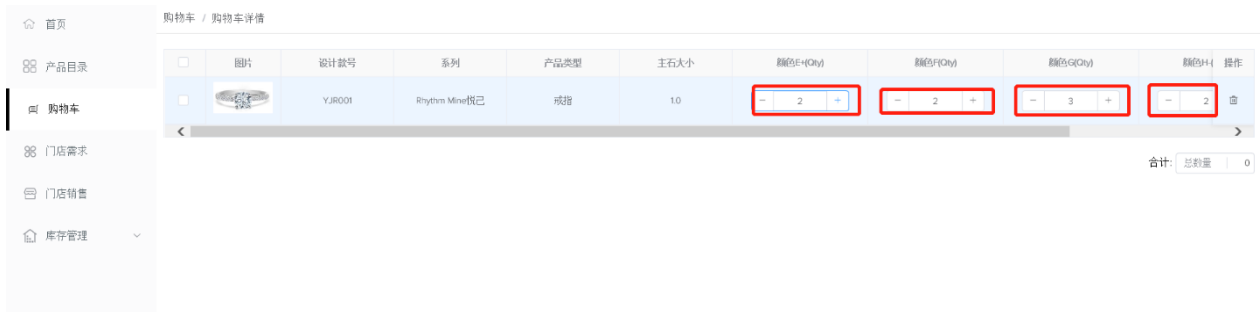 首页
产品目录
购物车
门店需求
门店销售
库存管理
购物车 / 购物车详情
图片 设计款号 系列 产品类型 主石大小 颜色E+(Qty) 颜色F(Qty) 颜色G(Qty) 颜色H-( 操作
YJR001 Rhythm Mine悦己 戒指 1.0 - 2 + - 2 + - 3 + - 2
合计: 总数量 0